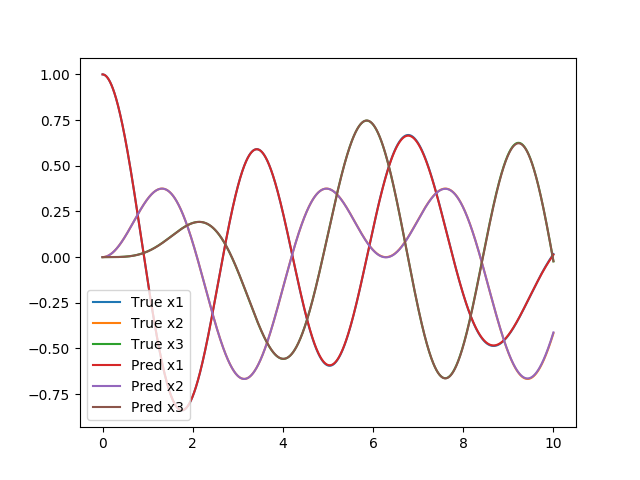 1.00
0.75
0.50
0.25
0.00
−0.25
−0.50
−0.75
True x1
True x2
True x3
Pred x1
Pred x2
Pred x3
0 2 4 6 8 10